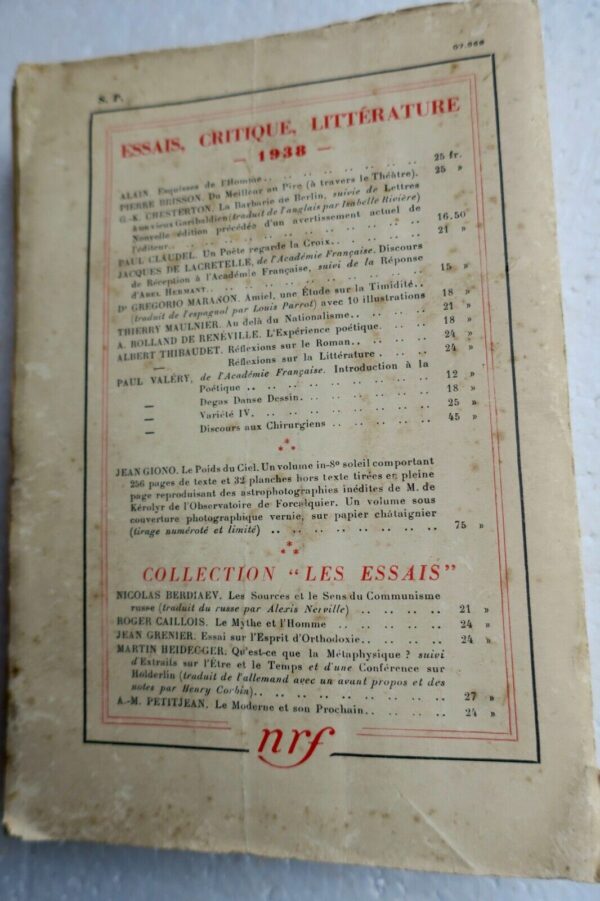 S. P.
67.668
ESSAIS, CRITIQUE, LITTÉRATURE
— 1938 —
ALAIN. Esquisses de l'Homme.. .. .. .. .. .. .. .. 25 fr.
PIERRE BRISSON. Du Meilleur au Pire (à travers le Théâtre). 25 »
G.-K. CHESTERTON. La Barbarie de Berlin, suivie de Lettres
à un vieux Garibaldien (traduit de l'anglais par Isabelle Rivière)
Nouvelle édition précédée d'un avertissement actuel de
l'éditeur.. .. .. .. .. .. .. .. .. .. 16.50
PAUL CLAUDEL. Un Poète regarde la Croix.. .. .. .. .. 21 »
JACQUES DE LACRETELLE, de l'Académie Française. Discours
de Réception à l'Académie Française, suivi de la Réponse
d'ABEL HERMANT.. .. .. .. .. .. .. .. .. 15 »
Dr GREGORIO MARAÑON. Amiel, une Étude sur la Timidité..
(traduit de l'espagnol par Louis Parrot) avec 10 illustrations 18 »
THIERRY MAULNIER. Au delà du Nationalisme.. .. .. .. 21 »
A. ROLLAND DE RENÉVILLE. L'Expérience poétique. .. .. 18 »
ALBERT THIBAUDET. Réflexions sur le Roman.. .. .. .. 24 »
— Réflexions sur la Littérature . .. .. .. 24 »
PAUL VALÉRY, de l'Académie Française. Introduction à la
Poétique .. .. .. .. .. .. .. .. 12 »
— Degas Danse Dessin. .. .. .. .. .. 18 »
— Variété IV. .. .. .. .. .. .. .. 25 »
— Discours aux Chirurgiens .. .. .. .. 45 »
JEAN GIONO. Le Poids du Ciel. Un volume in-8º soleil comportant
256 pages de texte et 32 planches hors texte tirées en pleine
page reproduisant des astrophotographies inédites de M. de
Kérolyr de l'Observatoire de Forcalquier. Un volume sous
couverture photographique vernie, sur papier châtaignier
(tirage numéroté et limité) .. .. .. .. .. .. .. .. 75 »
COLLECTION "LES ESSAIS"
NICOLAS BERDIAEV. Les Sources et le Sens du Communisme
russe (traduit du russe par Alexis Nerville) .. .. .. .. 21 »
ROGER CAILLOIS. Le Mythe et l'Homme .. .. .. .. .. 24 »
JEAN GRENIER. Essai sur l'Esprit d'Orthodoxie.. .. .. .. 24 »
MARTIN HEIDEGGER. Qu'est-ce que la Métaphysique ? suivi
d'Extraits sur l'Être et le Temps et d'une Conférence sur
Hölderlin (traduit de l'allemand avec un avant propos et des
notes par Henry Corbin).. .. .. .. .. .. .. .. 27 »
A.-M. PETITJEAN. Le Moderne et son Prochain.. .. .. .. 24 »
nrf